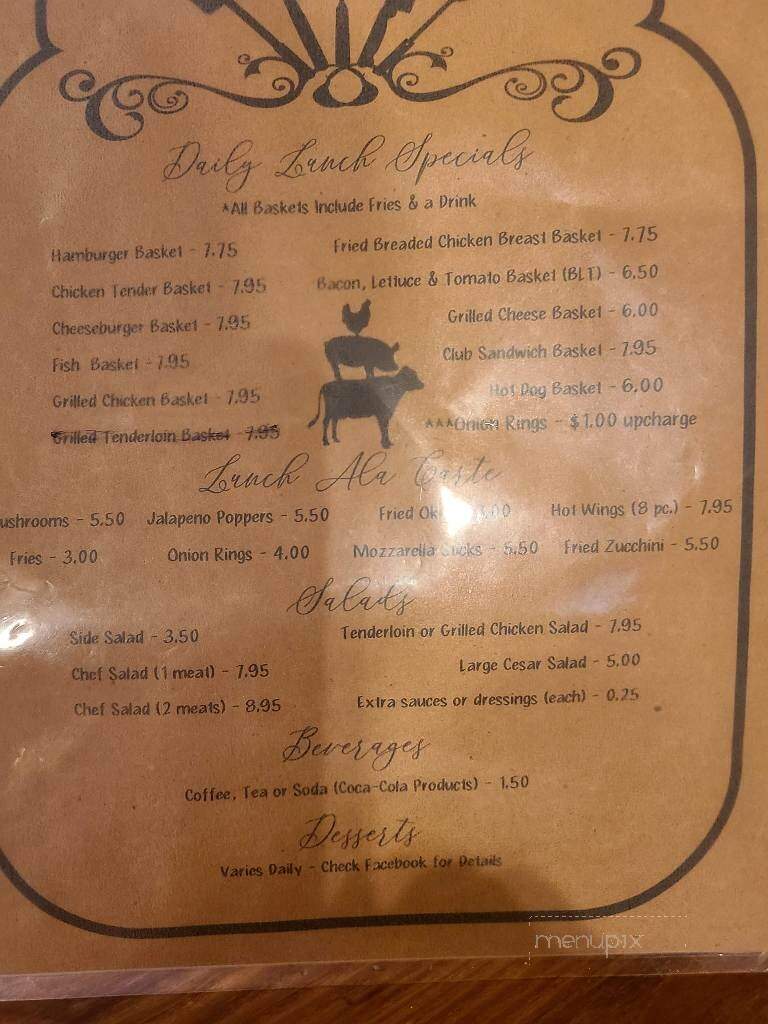 Daily Lunch Specials
*All Baskets Include Fries & a Drink
Hamburger Basket - 7.75
Chicken Tender Basket - 7.95
Cheeseburger Basket - 7.95
Fish Basket - 7.95
Grilled Chicken Basket - 7.95
Grilled Tenderloin Basket - 7.95
Fried Breaded Chicken Breast Basket - 7.75
Bacon, Lettuce & Tomato Basket (BLT) - 6.50
Grilled Cheese Basket - 6.00
Club Sandwich Basket - 7.95
Hot Dog Basket - 6.00
^^^Onion Rings - $1.00 upcharge
Lunch Ala Carte
ushrooms - 5.50 Jalapeno Poppers - 5.50 Fried Hot Wings (8 pc.) - 7.95
Fries - 3.00 Onion Rings - 4.00 Mozzarella Sticks - 5.50 Fried Zucchini - 5.50
Salads
Side Salad - 3.50
Chef Salad (1 meat) - 7.95
Chef Salad (2 meats) - 8.95
Tenderloin or Grilled Chicken Salad - 7.95
Large Cesar Salad - 5.00
Extra sauces or dressings (each) - 0.25
Beverages
Coffee, Tea or Soda (Coca-Cola Products) - 1.50
Desserts
Varies Daily - Check Facebook for Details
menupix